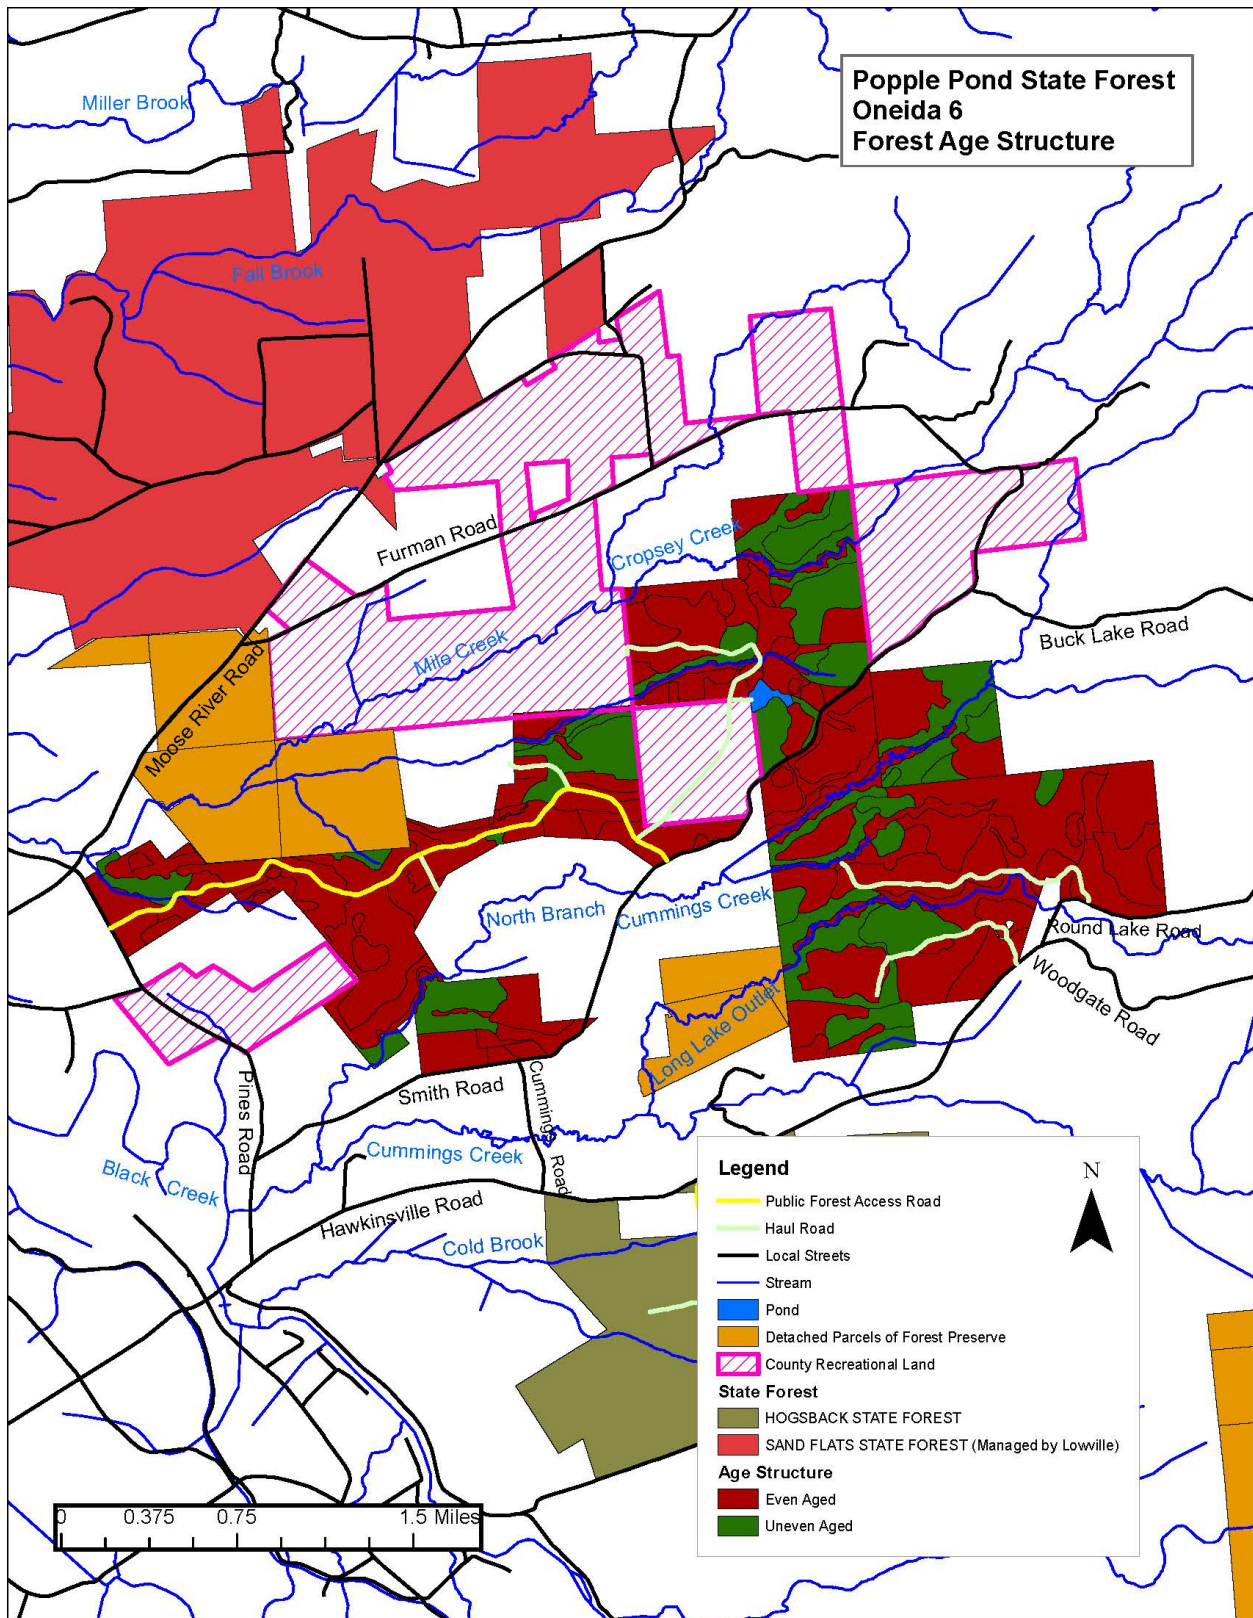 Popple Pond State Forest
Oneida 6
Forest Age Structure
Miller Brook
Fall Brook
Furman Road
Cropsey Creek
Mile Creek
Buck Lake Road
Moose River Road
North Branch
Cummings Creek
Round Lake Road
Woodgate Road
Long Lake Outlet
Smith Road
Cummings Road
Pines Road
Cummings Creek
Black Creek
Hawkinsville Road
Cold Brook
Legend
N
Public Forest Access Road
Haul Road
Local Streets
Stream
Pond
Detached Parcels of Forest Preserve
County Recreational Land
State Forest
HOGSBACK STATE FOREST
SAND FLATS STATE FOREST (Managed by Lowville)
Age Structure
Even Aged
Uneven Aged
0 0.375 0.75 1.5 Miles